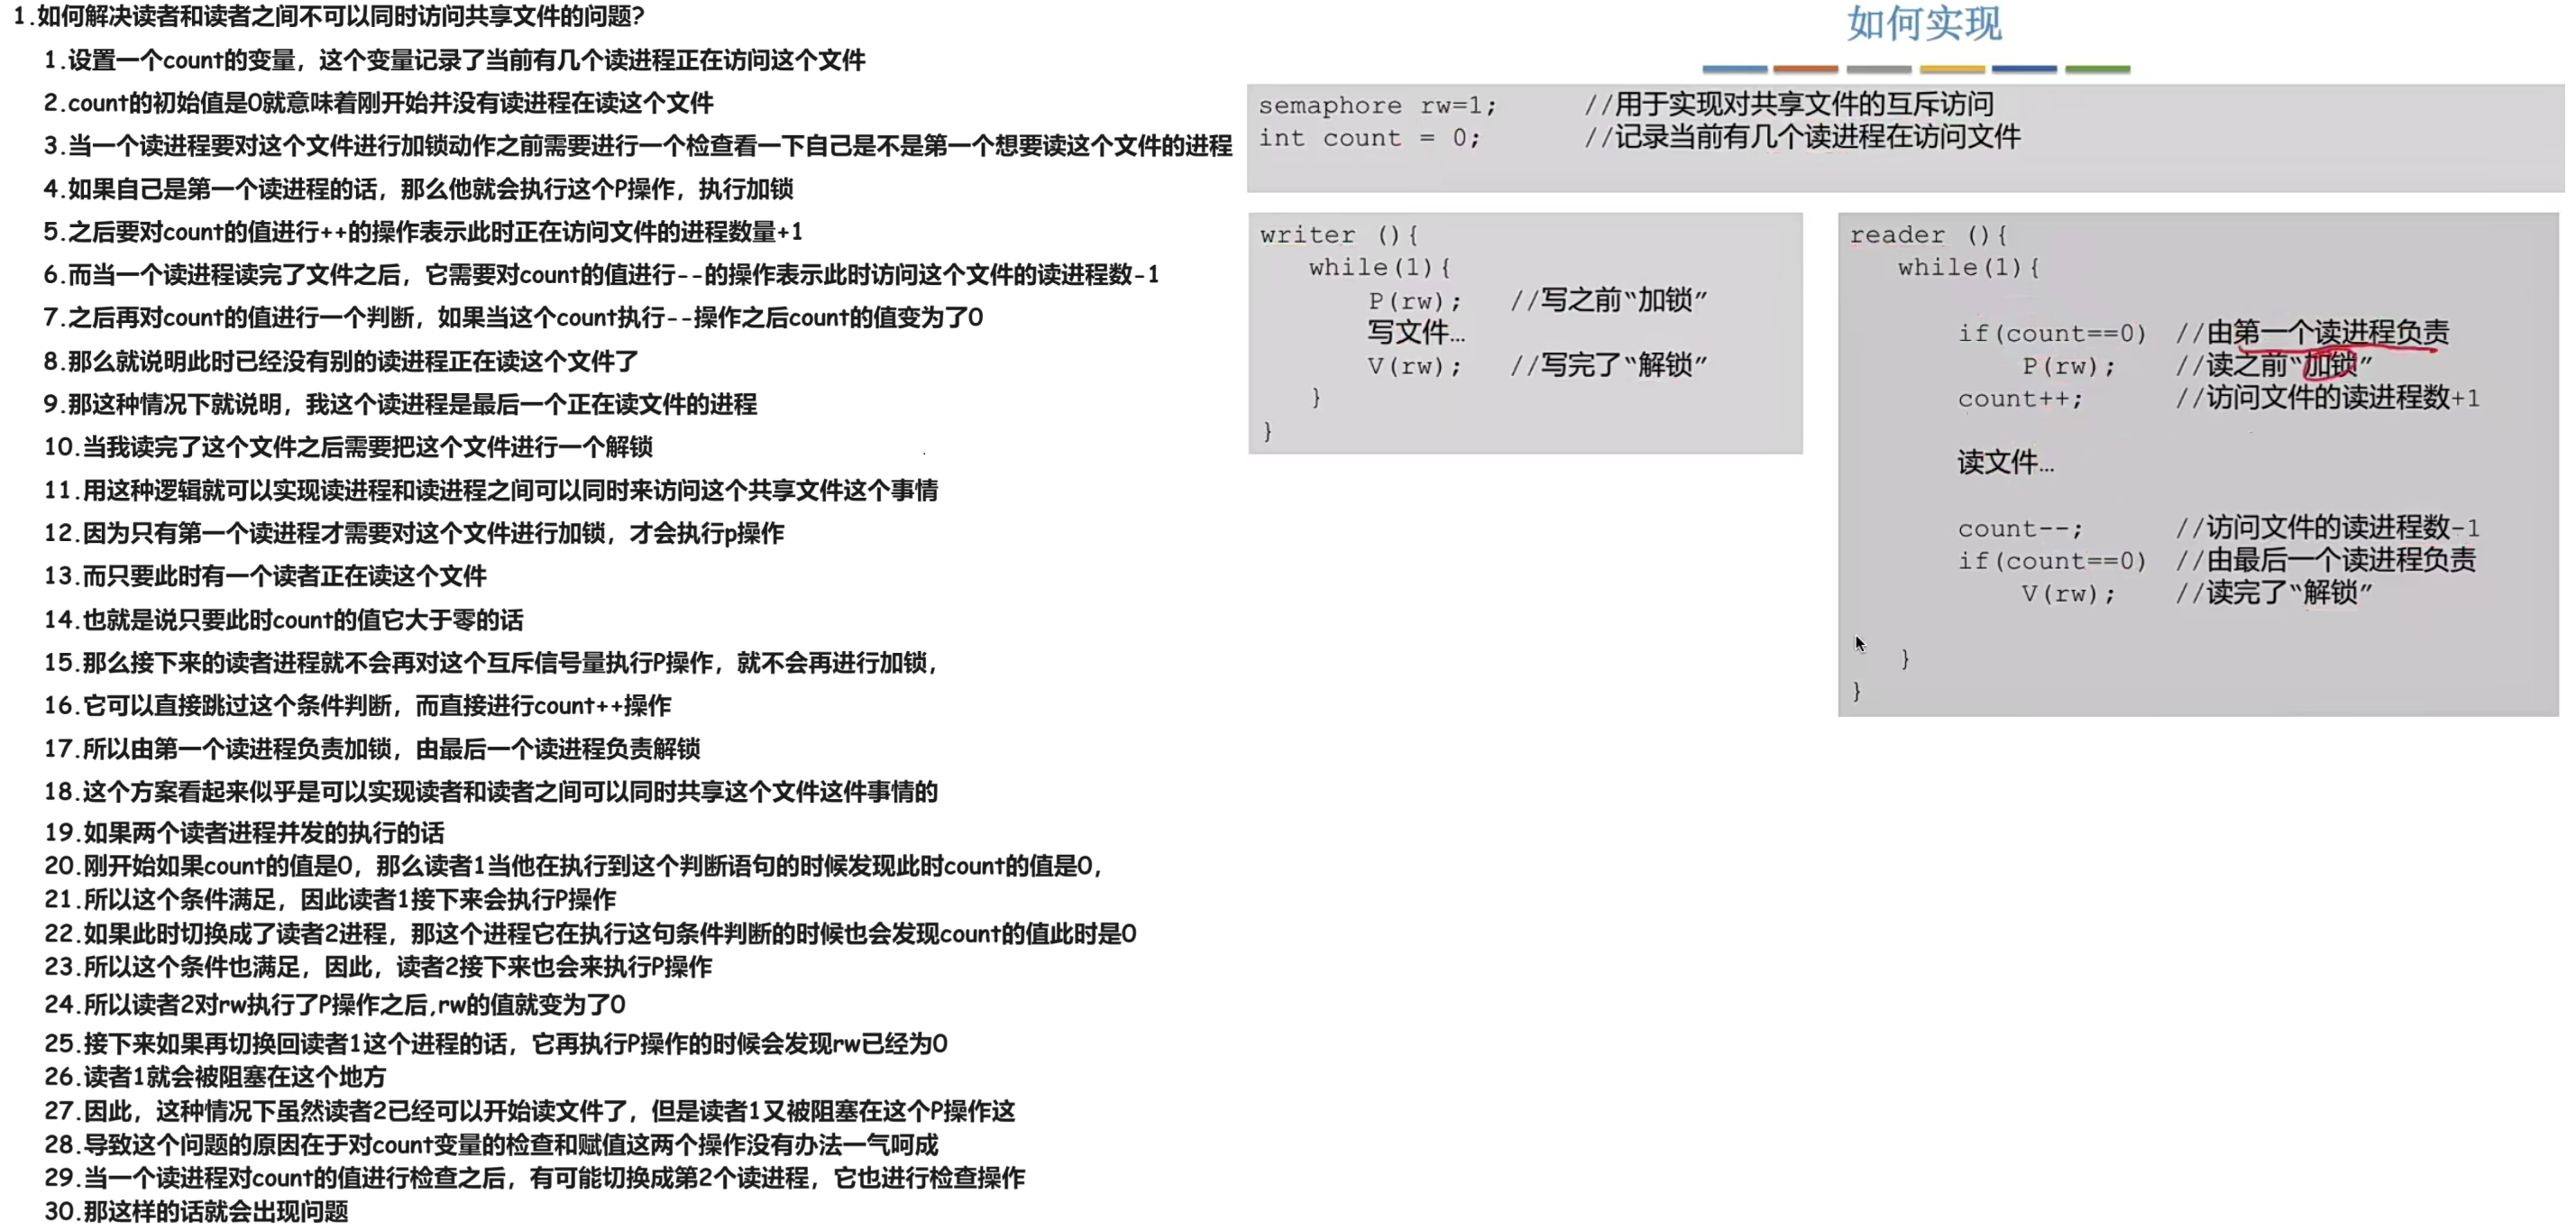 1.如何解决读者和读者之间不可以同时访问共享文件的问题?
1.设置一个count的变量，这个变量记录了当前有几个读进程正在访问这个文件
2.count的初始值是0就意味着刚开始并没有读进程在读这个文件
3.当一个读进程要对这个文件进行加锁动作之前需要进行一个检查看一下自己是不是第一个想要读这个文件的进程
4.如果自己是第一个读进程的话，那么他就会执行这个P操作，执行加锁
5.之后要对count的值进行++的操作表示此时正在访问文件的进程数量+1
6.而当一个读进程读完了文件之后，它需要对count的值进行--的操作表示此时访问这个文件的读进程数-1
7.之后再对count的值进行一个判断，如果当这个count执行--操作之后count的值变为了0
8.那么就说明此时已经没有别的读进程正在读这个文件了
9.那这种情况下就说明，我这个读进程是最后一个正在读文件的进程
10.当我读完了这个文件之后需要把这个文件进行一个解锁
11.用这种逻辑就可以实现读进程和读进程之间可以同时来访问这个共享文件这个事情
12.因为只有第一个读进程才需要对这个文件进行加锁，才会执行p操作
13.而只要此时有一个读者正在读这个文件
14.也就是说只要此时count的值它大于零的话
15.那么接下来的读者进程就不会再对这个互斥信号量执行P操作，就不会再进行加锁，
16.它可以直接跳过这个条件判断，而直接进行count++操作
17.所以由第一个读进程负责加锁，由最后一个读进程负责解锁
18.这个方案看起来似乎是可以实现读者和读者之间可以同时共享这个文件这件事情的
19.如果两个读者进程并发的执行的话
20.刚开始如果count的值是0，那么读者1当他在执行到这个判断语句的时候发现此时count的值是0，
21.所以这个条件满足，因此读者1接下来会执行P操作
22.如果此时切换成了读者2进程，那这个进程它在执行这句条件判断的时候也会发现count的值此时是0
23.所以这个条件也满足，因此，读者2接下来也会来执行P操作
24.所以读者2对rw执行了P操作之后,rw的值就变为了0
25.接下来如果再切换回读者1这个进程的话，它再执行P操作的时候会发现rw已经为0
26.读者1就会被阻塞在这个地方
27.因此，这种情况下虽然读者2已经可以开始读文件了，但是读者1又被阻塞在这个P操作这
28.导致这个问题的原因在于对count变量的检查和赋值这两个操作没有办法一气呵成
29.当一个读进程对count的值进行检查之后，有可能切换成第2个读进程，它也进行检查操作
30.那这样的话就会出现问题
如何实现
semaphore rw=1; //用于实现对共享文件的互斥访问
int count = 0; //记录当前有几个读进程在访问文件
writer (){
while(1){
P(rw); //写之前“加锁”
写文件…
V(rw); //写完了“解锁”
}
}
reader (){
while(1){
if(count==0) //由第一个读进程负责
P(rw); //读之前“加锁”
count++; //访问文件的读进程数+1
读文件…
count--; //访问文件的读进程数-1
if(count==0) //由最后一个读进程负责
V(rw); //读完了“解锁”
}
}